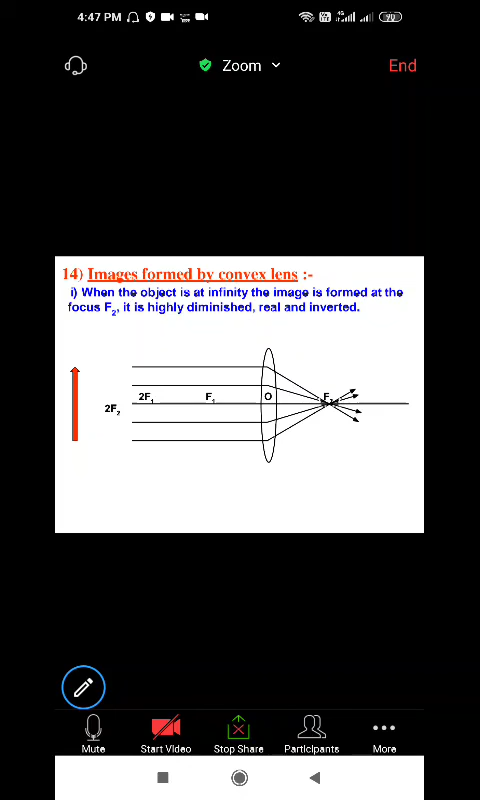 4:47 PM
Zoom
End
14) Images formed by convex lens :-
i) When the object is at infinity the image is formed at the
focus F2, it is highly diminished, real and inverted.
2F1 F1 O
2F2
Mute Start Video Stop Share Participants More